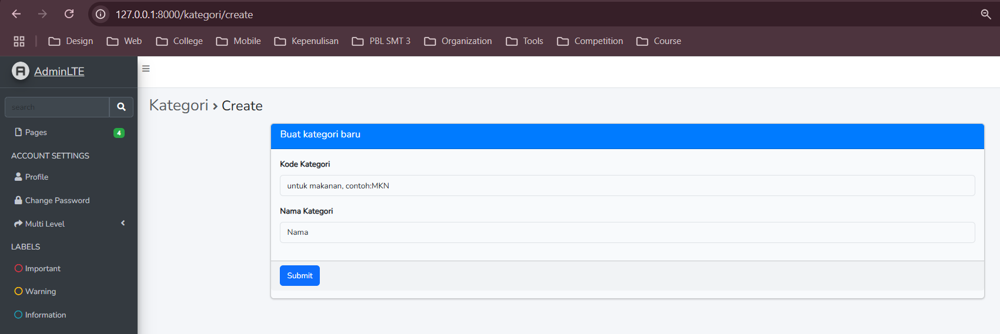 127.0.0.1:8000/kategori/create
Design Web College Mobile Kepenulisan PBL SMT 3 Organization Tools Competition Course
AdminLTE
search
Pages 4
ACCOUNT SETTINGS
Profile
Change Password
Multi Level
LABELS
Important
Warning
Information
Kategori › Create
Buat kategori baru
Kode Kategori
untuk makanan, contoh:MKN
Nama Kategori
Nama
Submit